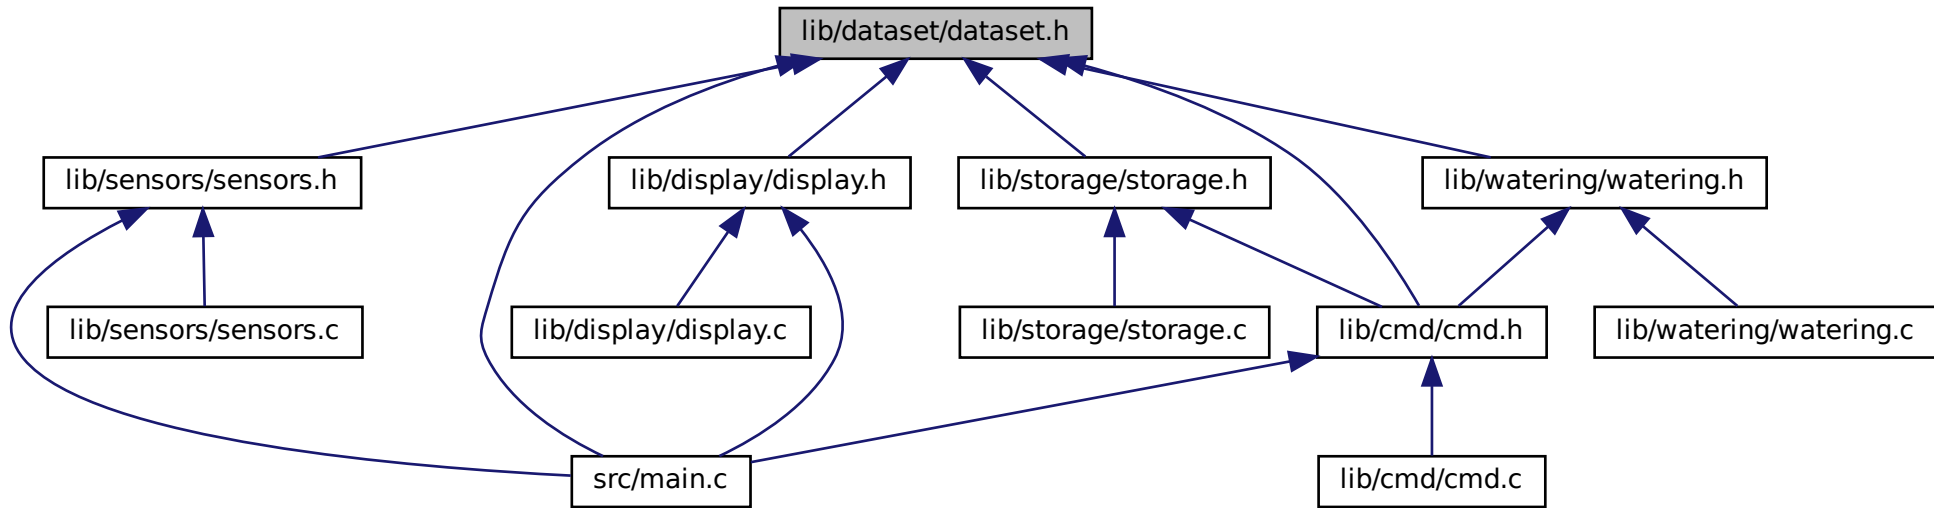 lib/dataset/dataset.h
lib/sensors/sensors.h
lib/display/display.h
lib/storage/storage.h
lib/watering/watering.h
lib/sensors/sensors.c
lib/display/display.c
lib/storage/storage.c
lib/cmd/cmd.h
lib/watering/watering.c
src/main.c
lib/cmd/cmd.c